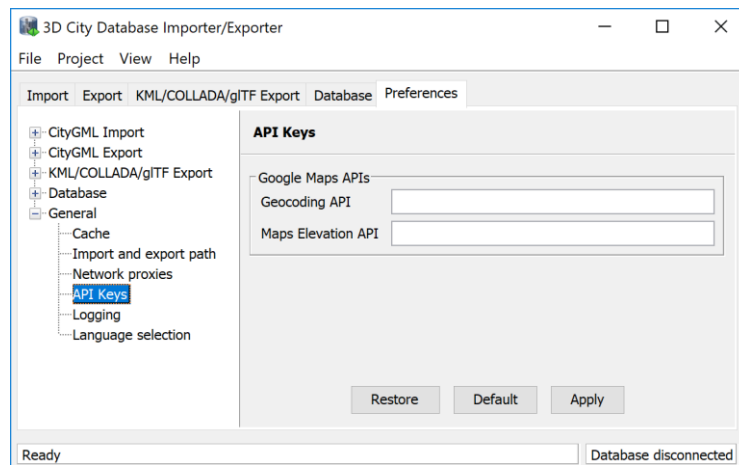 3D City Database Importer/Exporter
File Project View Help
Import Export KML/COLLADA/glTF Export Database Preferences
CityGML Import
CityGML Export
KML/COLLADA/glTF Export
Database
General
Cache
Import and export path
Network proxies
API Keys
Logging
Language selection
API Keys
Google Maps APIs
Geocoding API
Maps Elevation API
Restore Default Apply
Ready Database disconnected